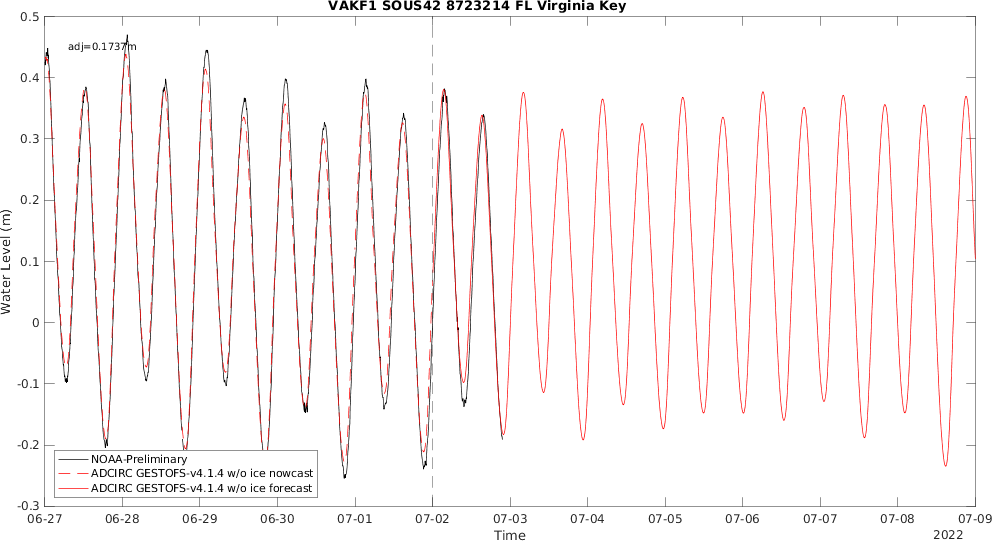 VAKF1 SOUS42 8723214 FL Virginia Key
adj=0.1737m
0.5
0.4
0.3
0.2
0.1
0
-0.1
-0.2
-0.3
Water Level (m)
NOAA-Preliminary
ADCIRC GESTOFS-v4.1.4 w/o ice nowcast
ADCIRC GESTOFS-v4.1.4 w/o ice forecast
06-27 06-28 06-29 06-30 07-01 07-02 07-03 07-04 07-05 07-06 07-07 07-08 07-09
Time
2022